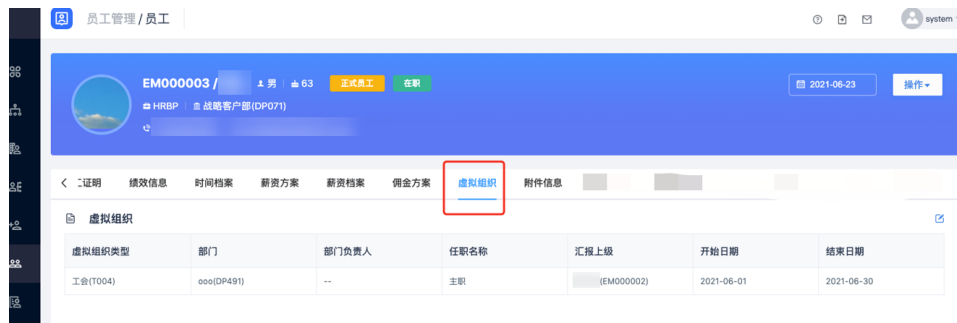 员工管理 / 员工
system
EM000003 / 男 63 正式员工 在职
2021-06-23
操作
HRBP 战略客户部(DP071)
证明 绩效信息 时间档案 薪资方案 薪资档案 佣金方案 虚拟组织 附件信息
虚拟组织
虚拟组织类型 部门 部门负责人 任职名称 汇报上级 开始日期 结束日期
工会(T004) ooo(DP491) -- 主职 (EM000002) 2021-06-01 2021-06-30